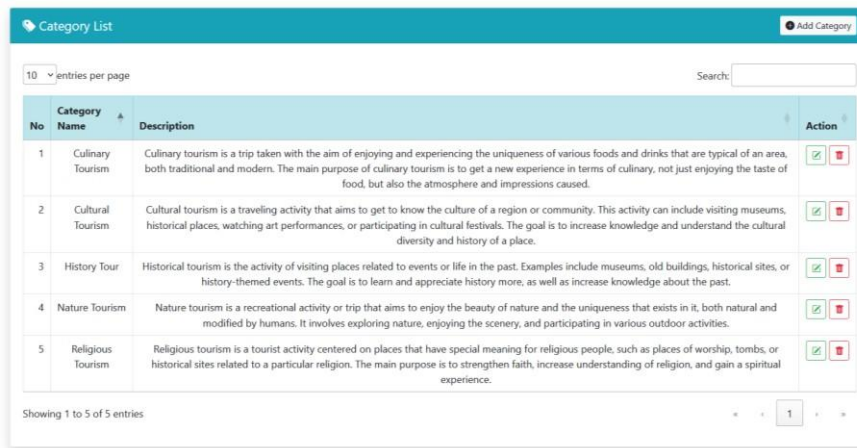 Category List
Add Category
10 entries per page
Search:
No Category Name Description Action
1 Culinary Tourism Culinary tourism is a trip taken with the aim of enjoying and experiencing the uniqueness of various foods and drinks that are typical of an area,
both traditional and modern. The main purpose of culinary tourism is to get a new experience in terms of culinary, not just enjoying the taste of
food, but also the atmosphere and impressions caused.
2 Cultural Tourism Cultural tourism is a traveling activity that aims to get to know the culture of a region or community. This activity can include visiting museums,
historical places, watching art performances, or participating in cultural festivals. The goal is to increase knowledge and understand the cultural
diversity and history of a place.
3 History Tour Historical tourism is the activity of visiting places related to events or life in the past. Examples include museums, old buildings, historical sites, or
history-themed events. The goal is to learn and appreciate history more, as well as increase knowledge about the past.
4 Nature Tourism Nature tourism is a recreational activity or trip that aims to enjoy the beauty of nature and the uniqueness that exists in it, both natural and
modified by humans. It involves exploring nature, enjoying the scenery, and participating in various outdoor activities.
5 Religious Tourism Religious tourism is a tourist activity centered on places that have special meaning for religious people, such as places of worship, tombs, or
historical sites related to a particular religion. The main purpose is to strengthen faith, increase understanding of religion, and gain a spiritual
experience.
Showing 1 to 5 of 5 entries
« ‹ 1 › »